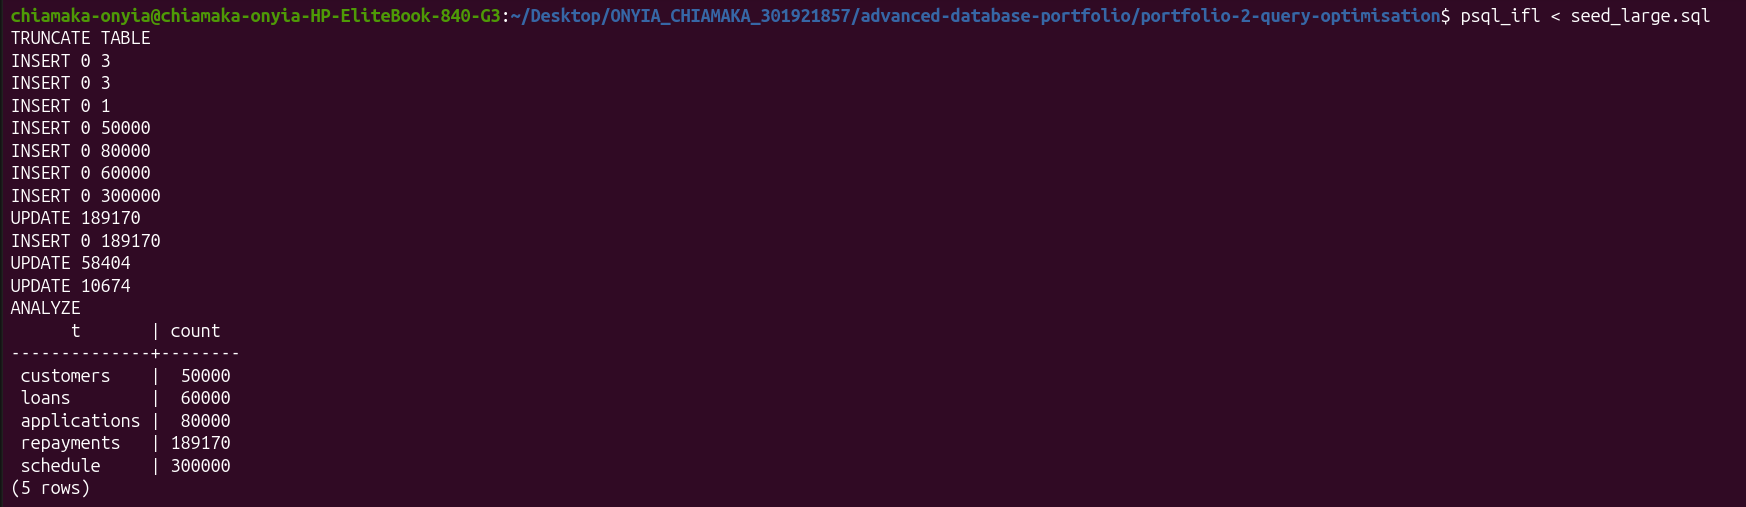 chiamaka-onyia@chiamaka-onyia-HP-EliteBook-840-G3:~/Desktop/ONYIA_CHIAMAKA_301921857/advanced-database-portfolio/portfolio-2-query-optimisation$ psql_ifl < seed_large.sql
TRUNCATE TABLE
INSERT 0 3
INSERT 0 3
INSERT 0 1
INSERT 0 50000
INSERT 0 80000
INSERT 0 60000
INSERT 0 300000
UPDATE 189170
INSERT 0 189170
UPDATE 58404
UPDATE 10674
ANALYZE
      t       | count
--------------+--------
 customers    |  50000
 loans        |  60000
 applications |  80000
 repayments   | 189170
 schedule     | 300000
(5 rows)